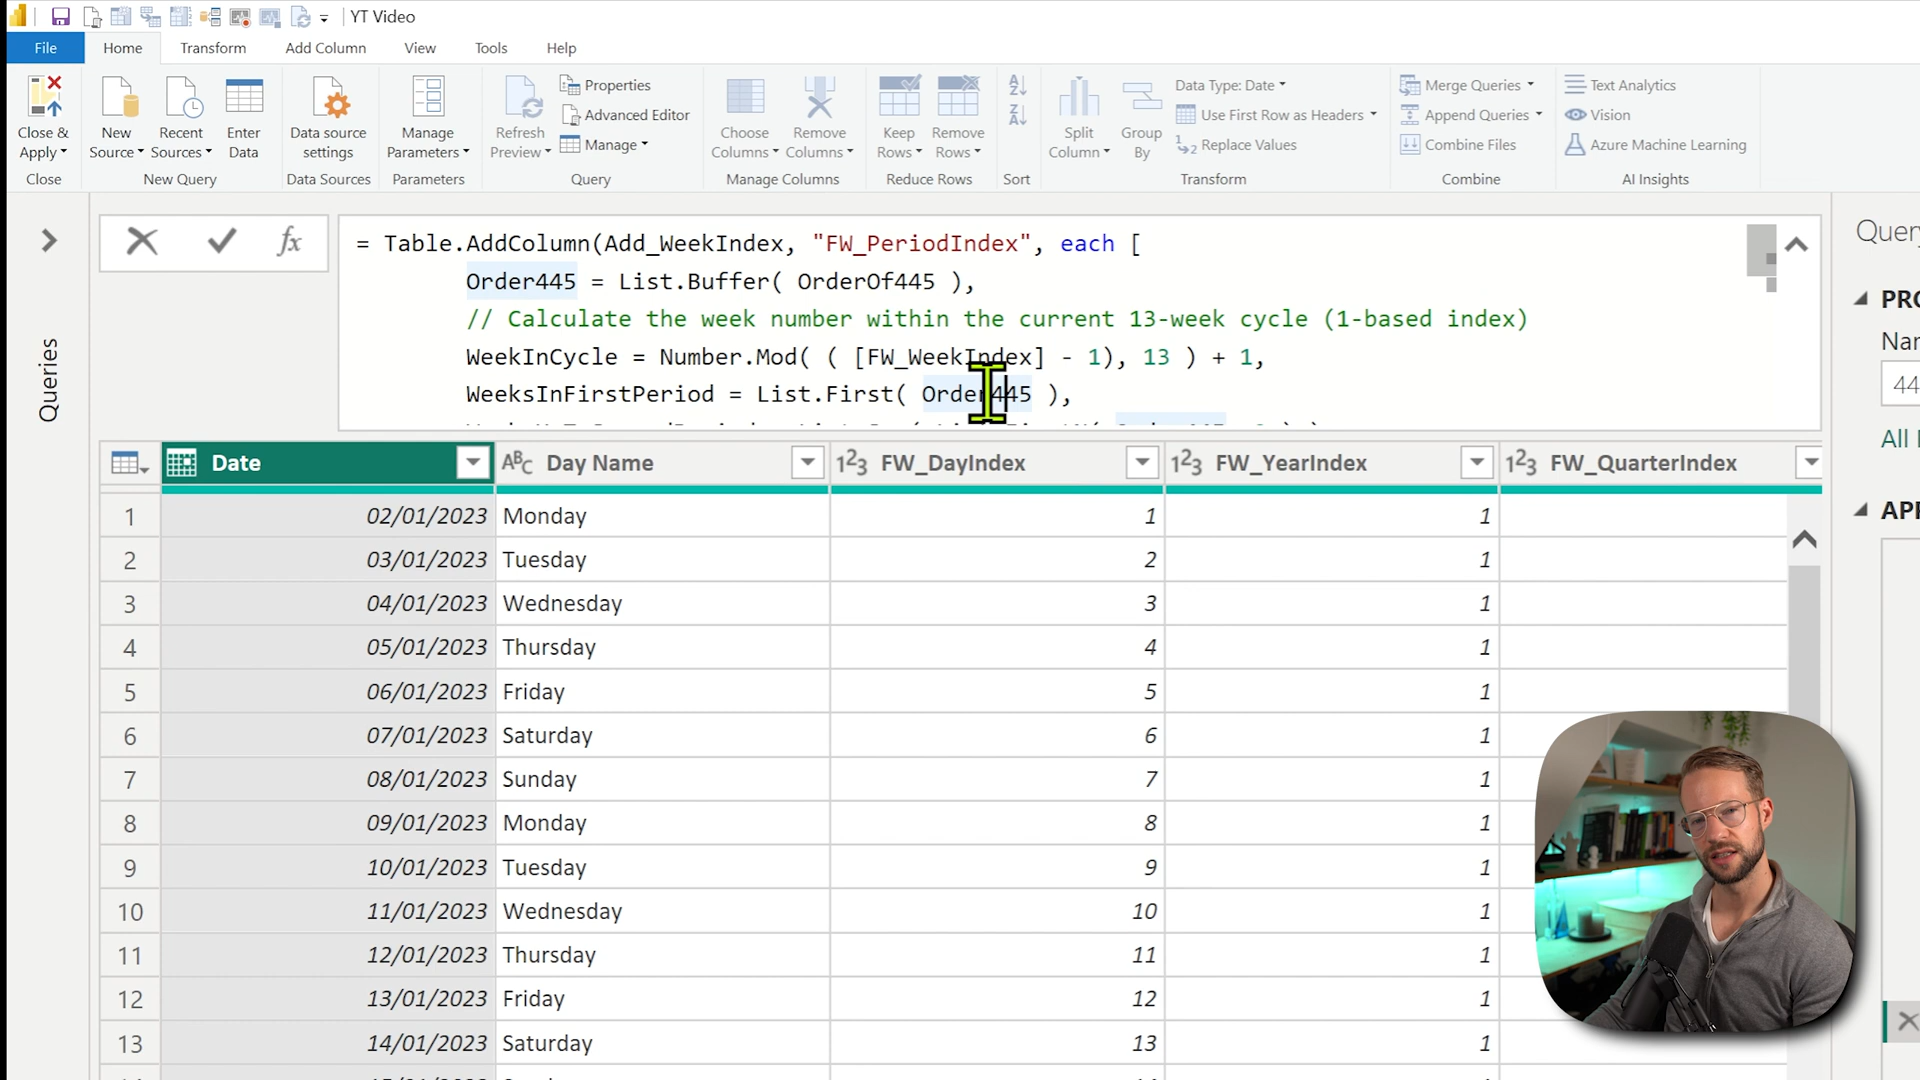 YT Video
File Home Transform Add Column View Tools Help
Close & Apply
New Source
Recent Sources
Enter Data
Data source settings
Manage Parameters
Refresh Preview
Properties
Advanced Editor
Manage
Choose Columns
Remove Columns
Keep Rows
Remove Rows
Split Column
Group By
Data Type: Date
Use First Row as Headers
Replace Values
Merge Queries
Append Queries
Combine Files
Text Analytics
Vision
Azure Machine Learning
Close New Query Data Sources Parameters Query Manage Columns Reduce Rows Sort Transform Combine AI Insights
Queries
= Table.AddColumn(Add_WeekIndex, "FW_PeriodIndex", each [
Order445 = List.Buffer( OrderOf445 ),
// Calculate the week number within the current 13-week cycle (1-based index)
WeekInCycle = Number.Mod( ( [FW_WeekIndex] - 1), 13 ) + 1,
WeeksInFirstPeriod = List.First( Order445 ),
Date Day Name FW_DayIndex FW_YearIndex FW_QuarterIndex
1 02/01/2023 Monday 1 1
2 03/01/2023 Tuesday 2 1
3 04/01/2023 Wednesday 3 1
4 05/01/2023 Thursday 4 1
5 06/01/2023 Friday 5 1
6 07/01/2023 Saturday 6 1
7 08/01/2023 Sunday 7 1
8 09/01/2023 Monday 8 1
9 10/01/2023 Tuesday 9 1
10 11/01/2023 Wednesday 10 1
11 12/01/2023 Thursday 11 1
12 13/01/2023 Friday 12 1
13 14/01/2023 Saturday 13 1
Query
PRO
Nar
44
All
APP